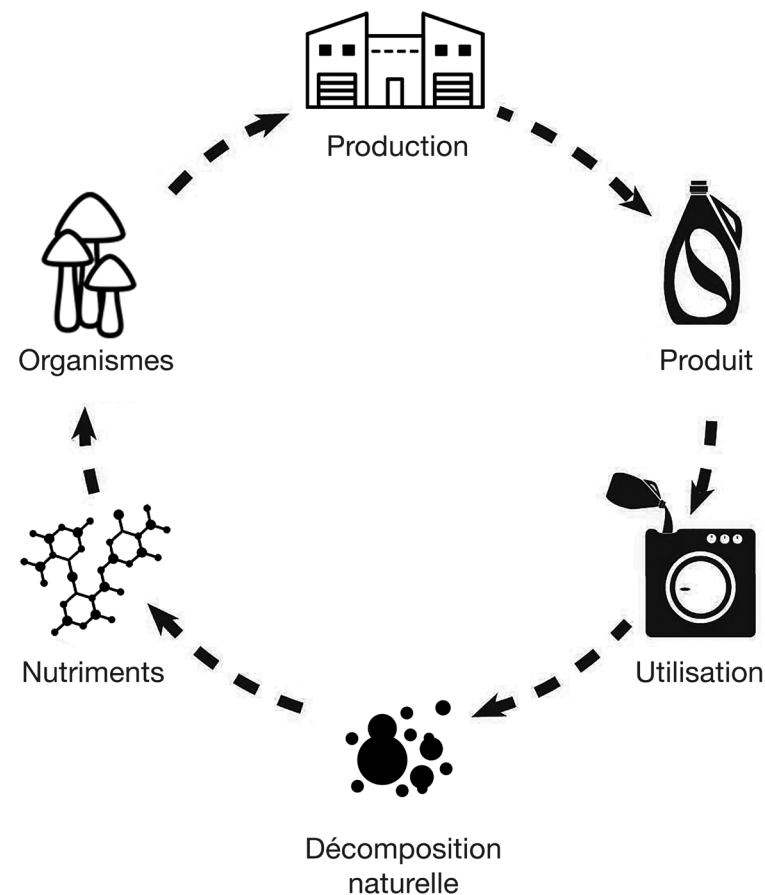 Production
Produit
Utilisation
Décomposition
naturelle
Nutriments
Organismes